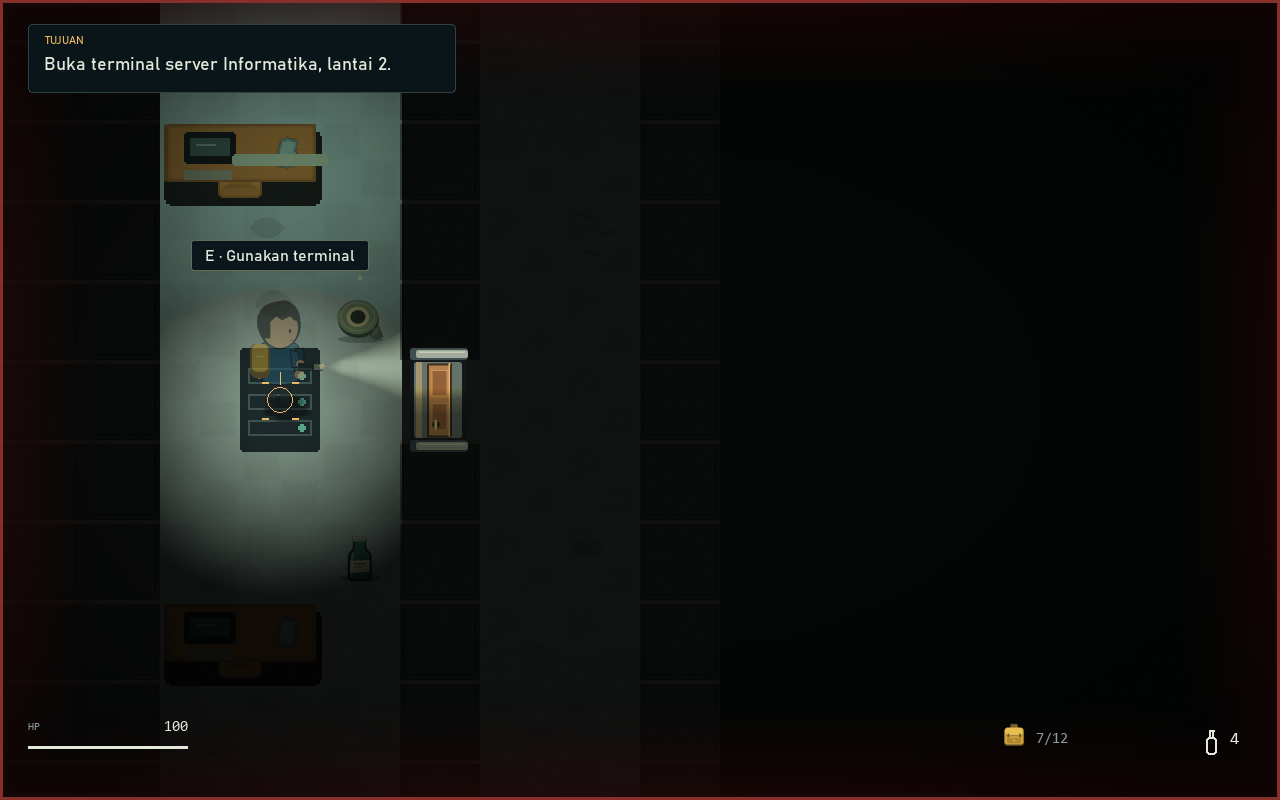 TUJUAN
Buka terminal server Informatika, lantai 2.
E · Gunakan terminal
HP 100
7/12
4